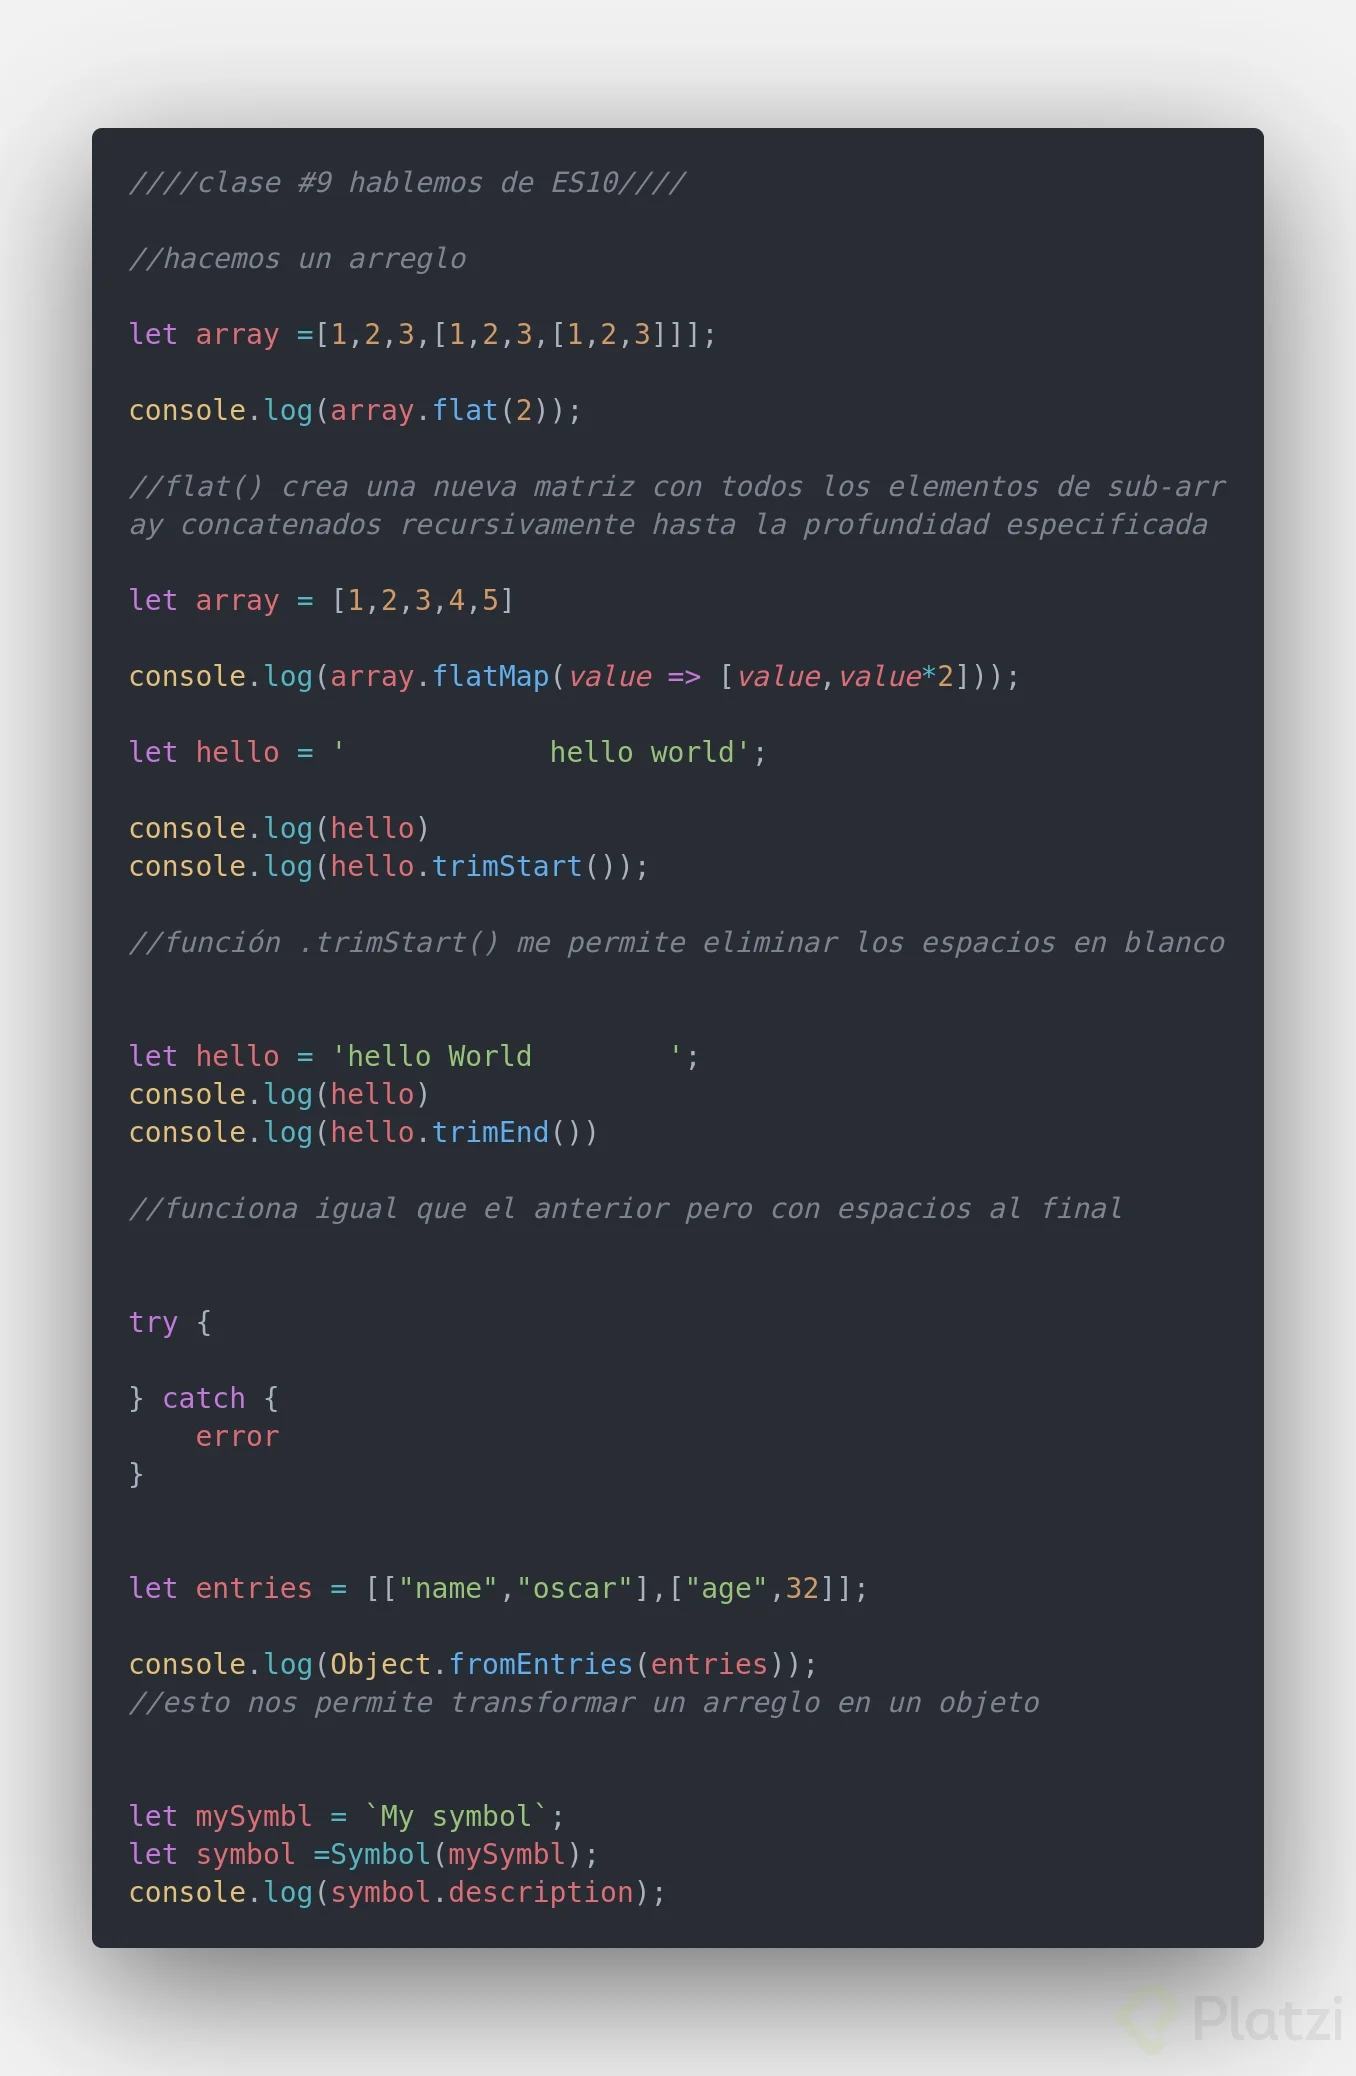 ////clase #9 hablemos de ES10////
//hacemos un arreglo
let array =[1,2,3,[1,2,3,[1,2,3]]];
console.log(array.flat(2));
//flat() crea una nueva matriz con todos los elementos de sub-arr
ay concatenados recursivamente hasta la profundidad especificada
let array = [1,2,3,4,5]
console.log(array.flatMap(value => [value,value*2]));
let hello = '            hello world';
console.log(hello)
console.log(hello.trimStart());
//función .trimStart() me permite eliminar los espacios en blanco
let hello = 'hello World        ';
console.log(hello)
console.log(hello.trimEnd())
//funciona igual que el anterior pero con espacios al final
try {
} catch {
    error
}
let entries = [["name","oscar"],["age",32]];
console.log(Object.fromEntries(entries));
//esto nos permite transformar un arreglo en un objeto
let mySymbl = `My symbol`;
let symbol =Symbol(mySymbl);
console.log(symbol.description);
Platzi